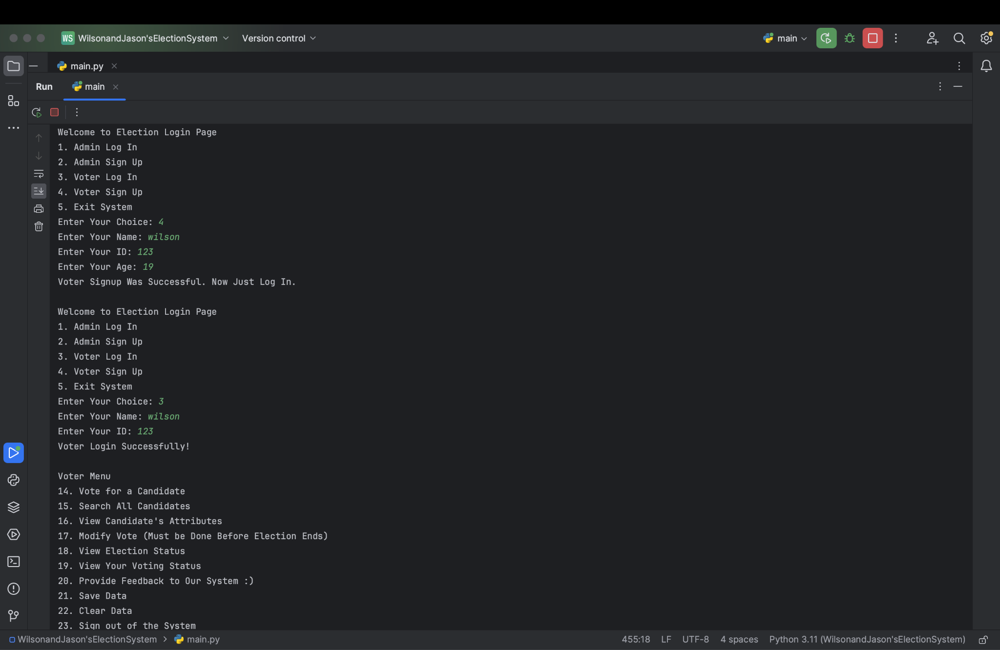 WS WilsonandJason'sElectionSystem Version control main
main.py
Run main
Welcome to Election Login Page
1. Admin Log In
2. Admin Sign Up
3. Voter Log In
4. Voter Sign Up
5. Exit System
Enter Your Choice: 4
Enter Your Name: wilson
Enter Your ID: 123
Enter Your Age: 19
Voter Signup Was Successful. Now Just Log In.
Welcome to Election Login Page
1. Admin Log In
2. Admin Sign Up
3. Voter Log In
4. Voter Sign Up
5. Exit System
Enter Your Choice: 3
Enter Your Name: wilson
Enter Your ID: 123
Voter Login Successfully!
Voter Menu
14. Vote for a Candidate
15. Search All Candidates
16. View Candidate's Attributes
17. Modify Vote (Must be Done Before Election Ends)
18. View Election Status
19. View Your Voting Status
20. Provide Feedback to Our System :)
21. Save Data
22. Clear Data
23. Sign out of the System
WilsonandJason'sElectionSystem > main.py 455:18 LF UTF-8 4 spaces Python 3.11 (WilsonandJason'sElectionSystem)